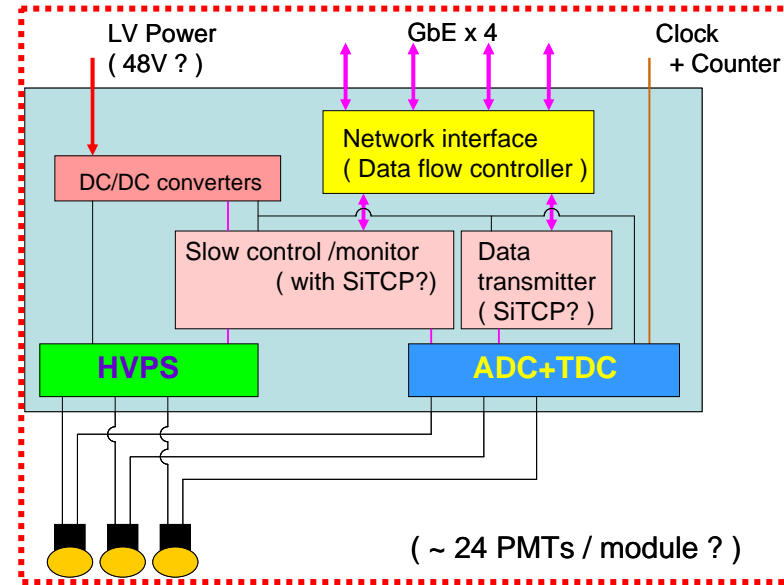 LV Power
( 48V ? )
GbE x 4
Clock
+ Counter
Network interface
( Data flow controller )
DC/DC converters
Slow control /monitor
( with SiTCP?)
Data
transmitter
( SiTCP? )
HVPS
ADC+TDC
( ~ 24 PMTs / module ? )